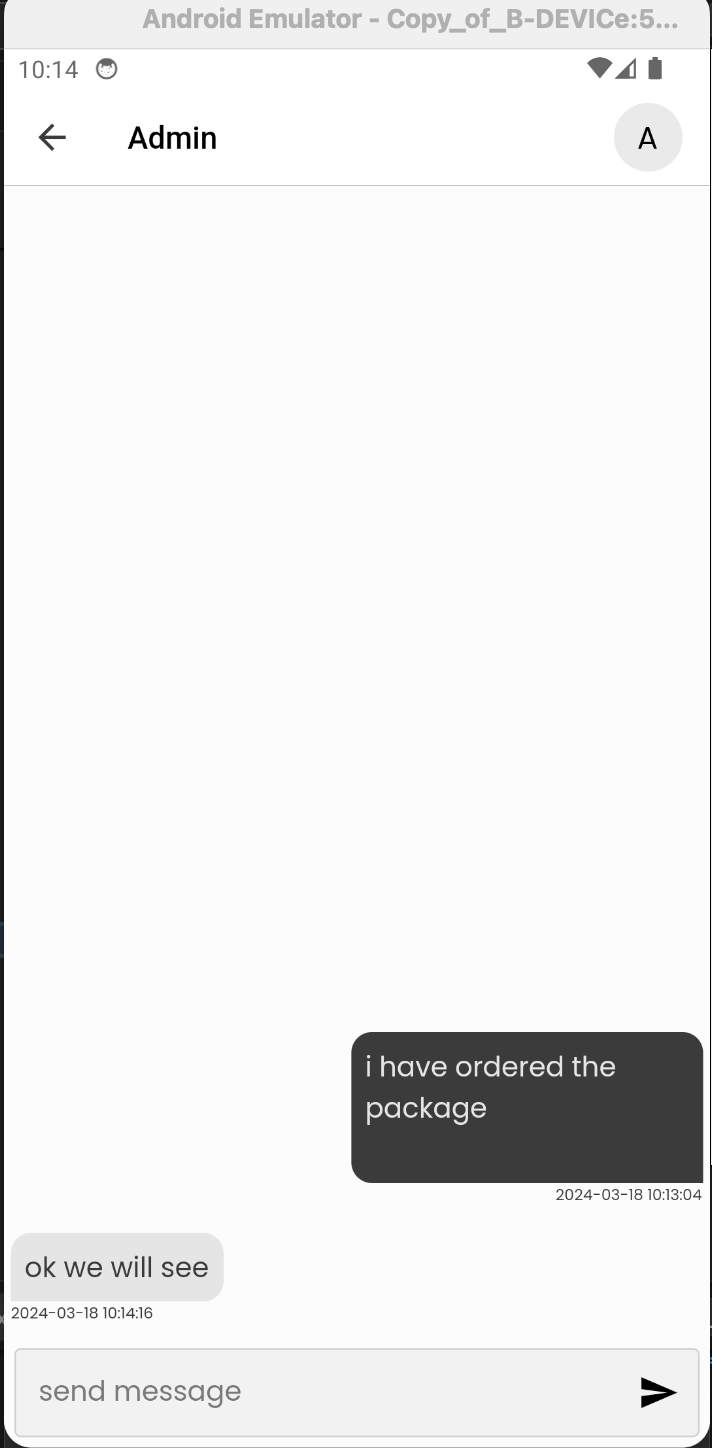 Android Emulator - Copy_of_B-DEVICe:5...
10:14
Admin
A
i have ordered the
package
2024-03-18 10:13:04
ok we will see
2024-03-18 10:14:16
send message